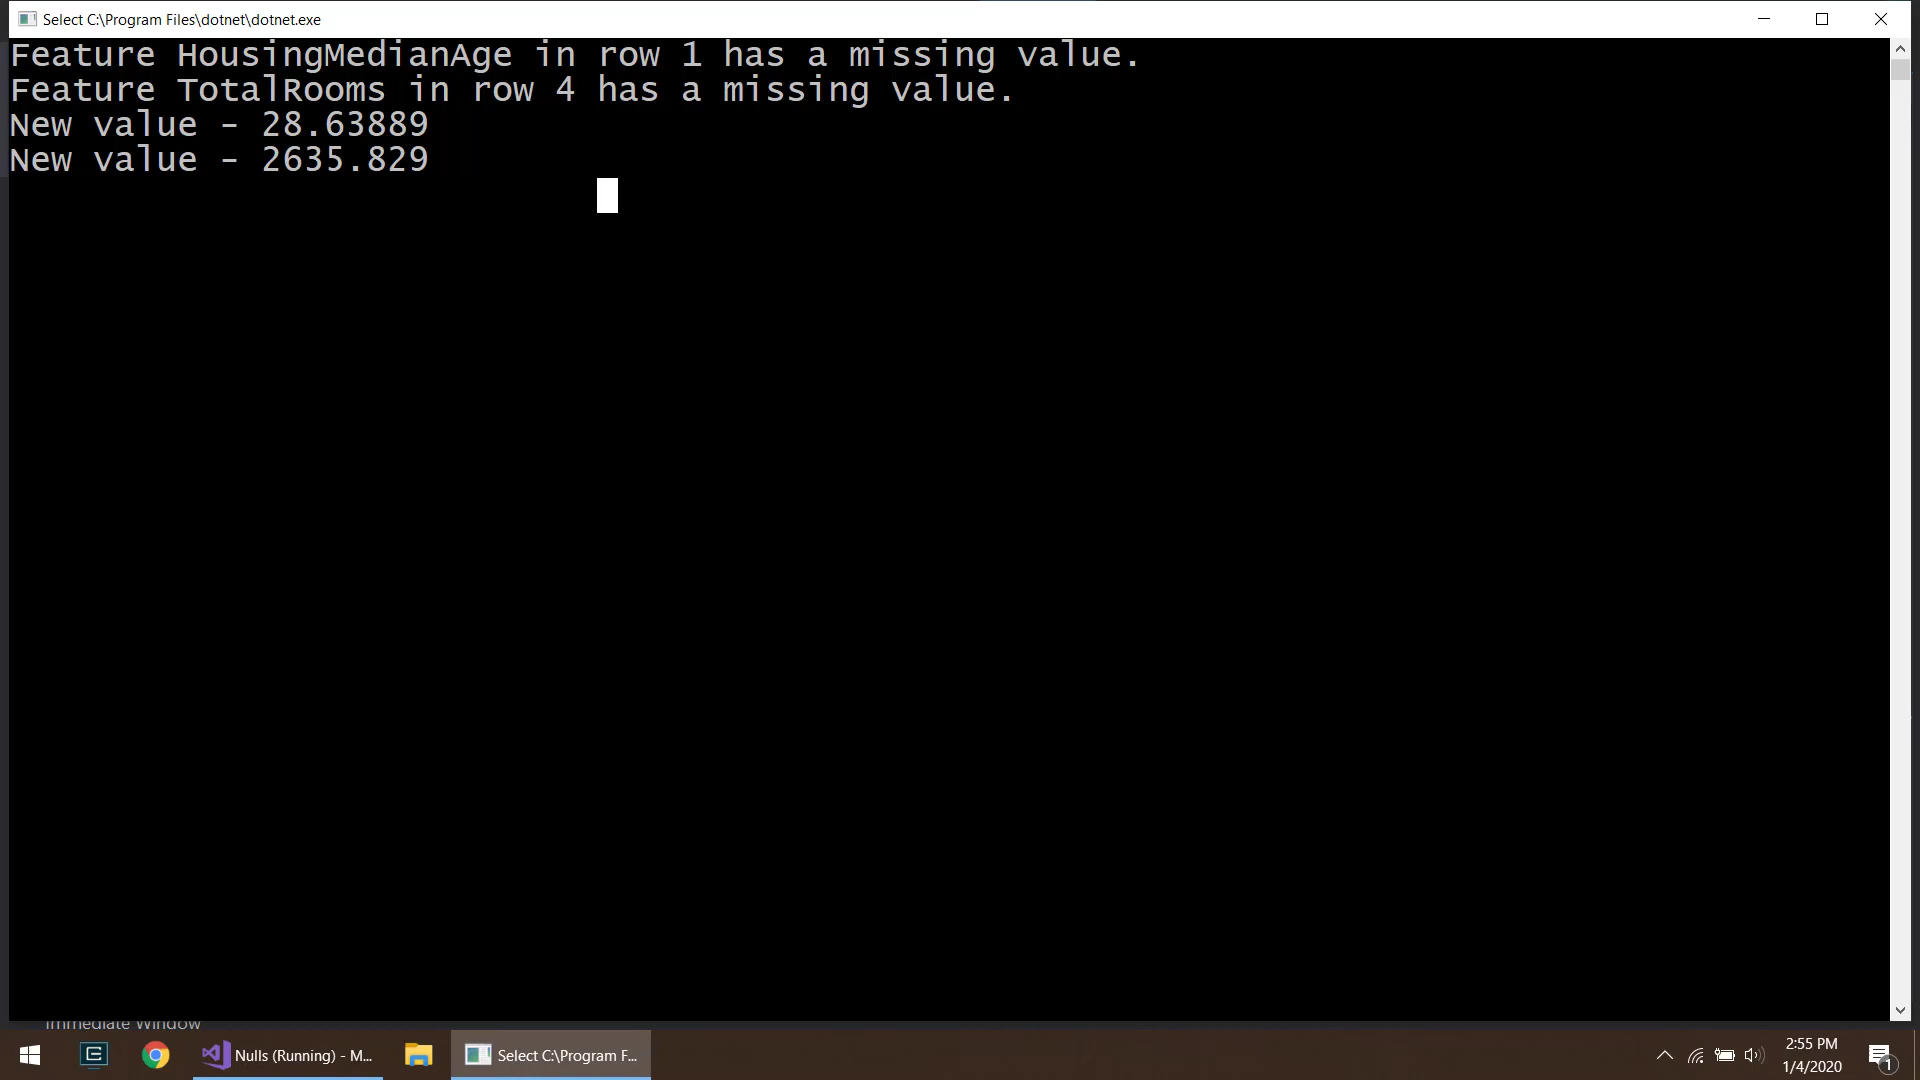 Select C:\Program Files\dotnet\dotnet.exe
Feature HousingMedianAge in row 1 has a missing value.
Feature TotalRooms in row 4 has a missing value.
New value - 28.63889
New value - 2635.829
Immediate Window
Nulls (Running) - M...
Select C:\Program F...
2:55 PM
1/4/2020
1